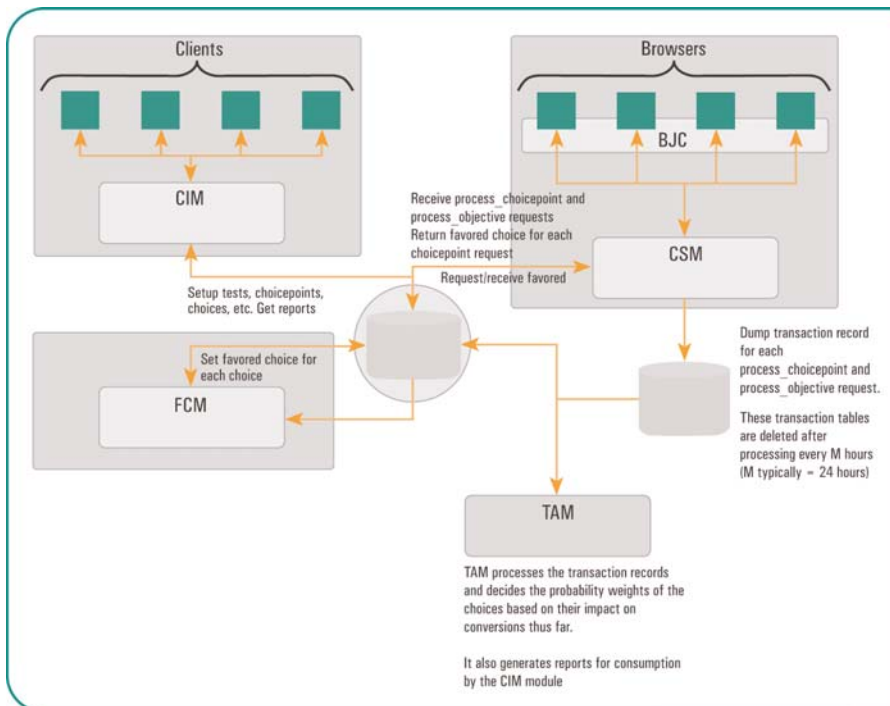 Clients
CIM
Browsers
BJC
CSM
Receive process_choicepoint and
process_objective requests
Return favored choice for each
choicepoint request
Request/receive favored
Setup tests, choicepoints,
choices, etc. Get reports
Set favored choice for
each choice
FCM
Dump transaction record
for each
process_choicepoint and
process_objective request.
These transaction tables
are deleted after
processing every M hours
(M typically = 24 hours)
TAM
TAM processes the transaction records
and decides the probability weights of the
choices based on their impact on
conversions thus far.
It also generates reports for consumption
by the CIM module